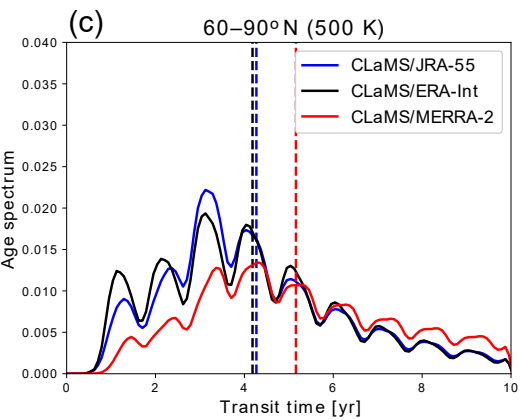 (c)
60–90°N (500 K)
0.040
0.035
0.030
0.025
0.020
0.015
0.010
0.005
0.000
Age spectrum
CLaMS/JRA-55
CLaMS/ERA-Int
CLaMS/MERRA-2
0 2 4 6 8 10
Transit time [yr]